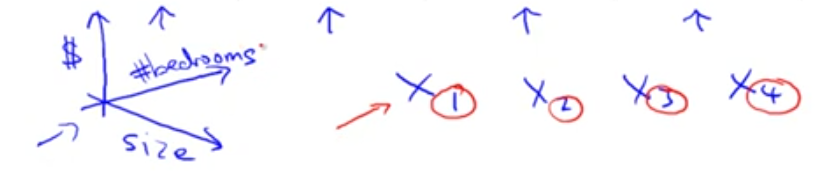 $
#bedrooms
size
X1 X2 X3 X4